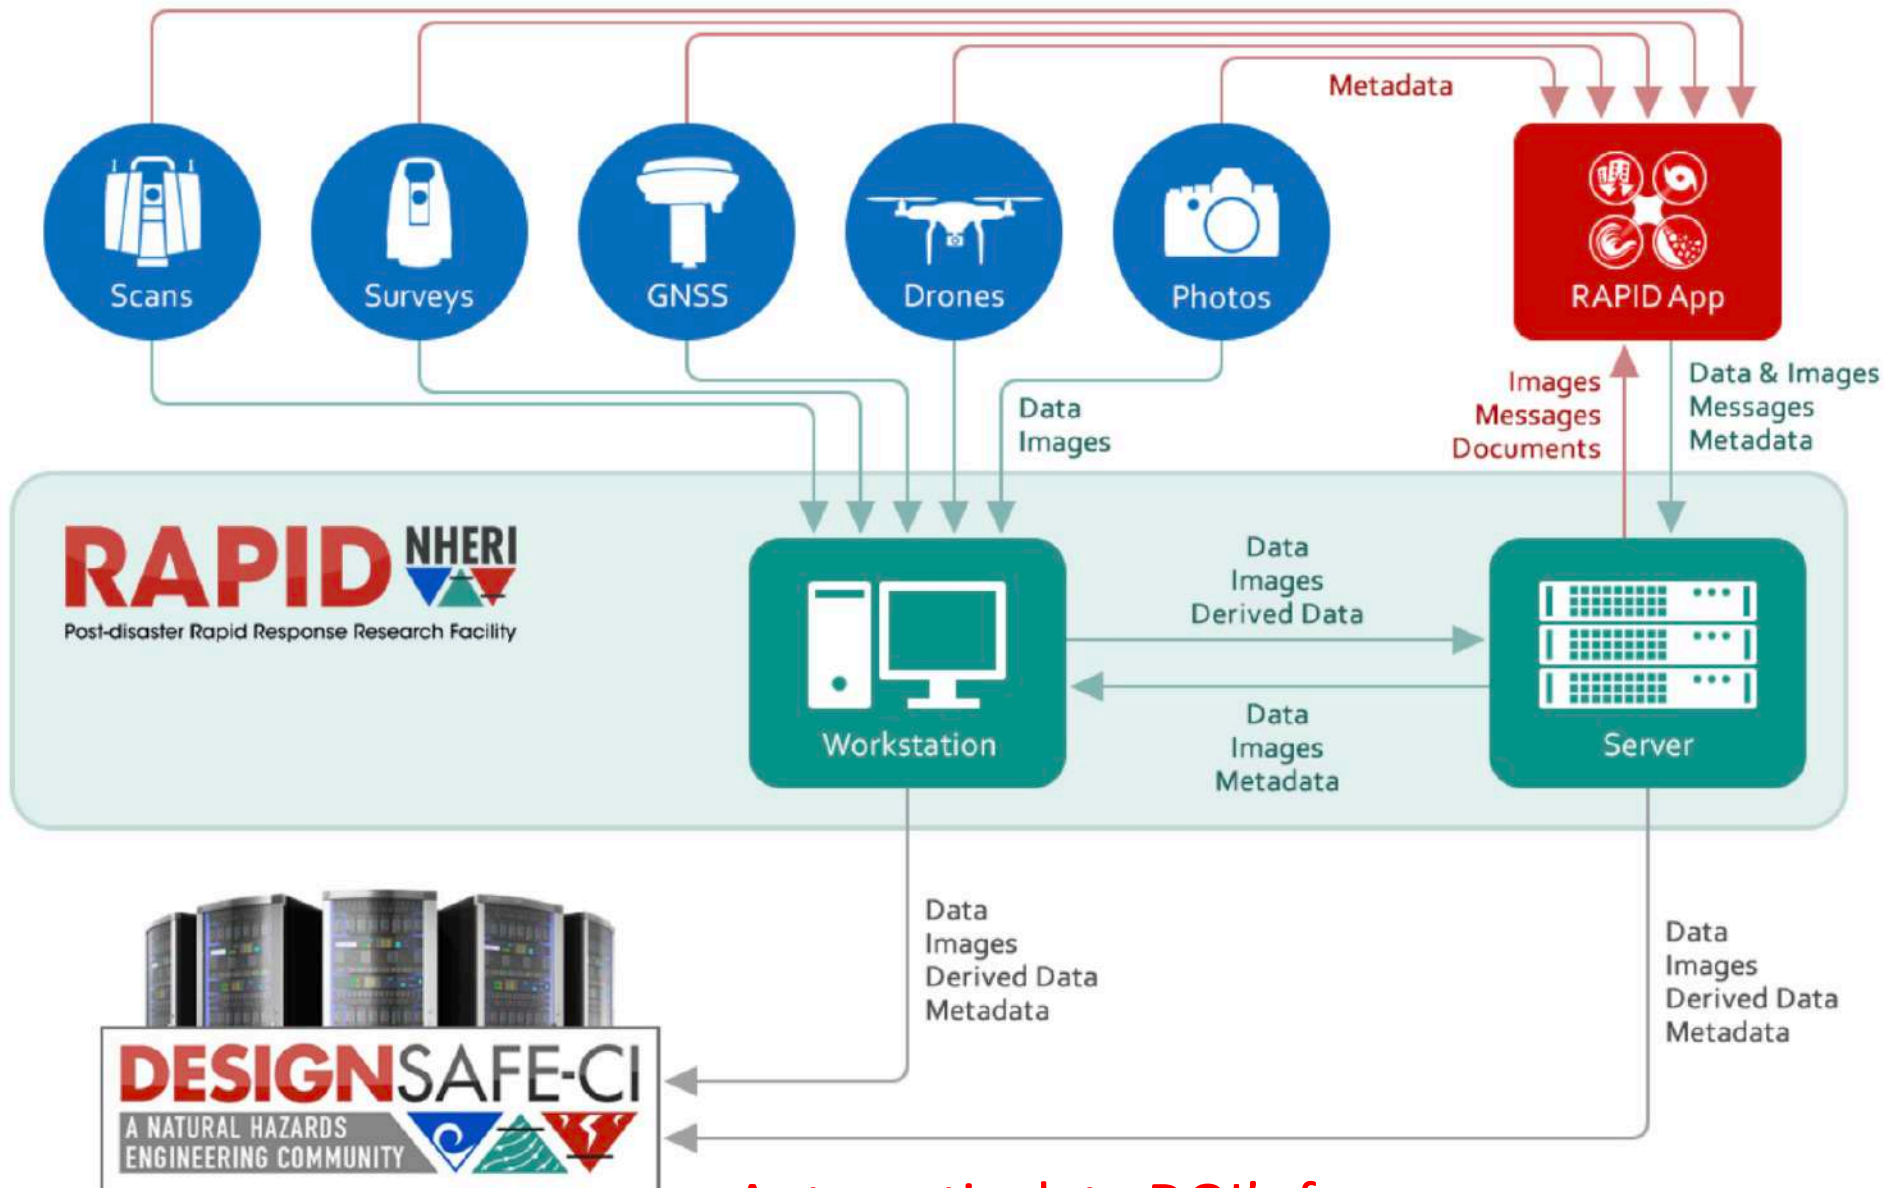 Metadata
Scans
Surveys
GNSS
Drones
Photos
RAPID App
Data
Images
Images
Messages
Documents
Data & Images
Messages
Metadata
RAPID NHERI
Post-disaster Rapid Response Research Facility
Data
Images
Derived Data
Workstation
Data
Images
Metadata
Server
Data
Images
Derived Data
Metadata
Data
Images
Derived Data
Metadata
DESIGNSAFE-CI
A NATURAL HAZARDS
ENGINEERING COMMUNITY